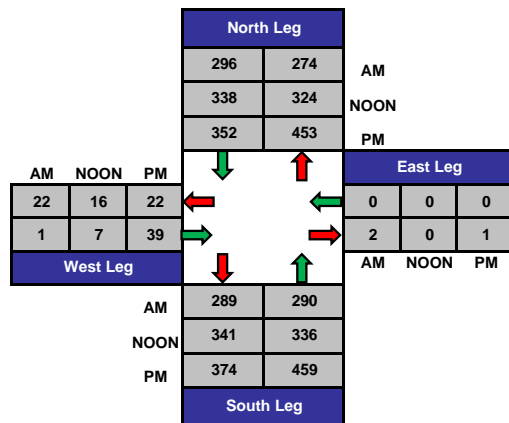 North Leg
296 274 AM
338 324 NOON
352 453 PM
East Leg
AM NOON PM
22 16 22 0 0 0
1 7 39 2 0 1
West Leg AM NOON PM
AM 289 290
NOON 341 336
PM 374 459
South Leg